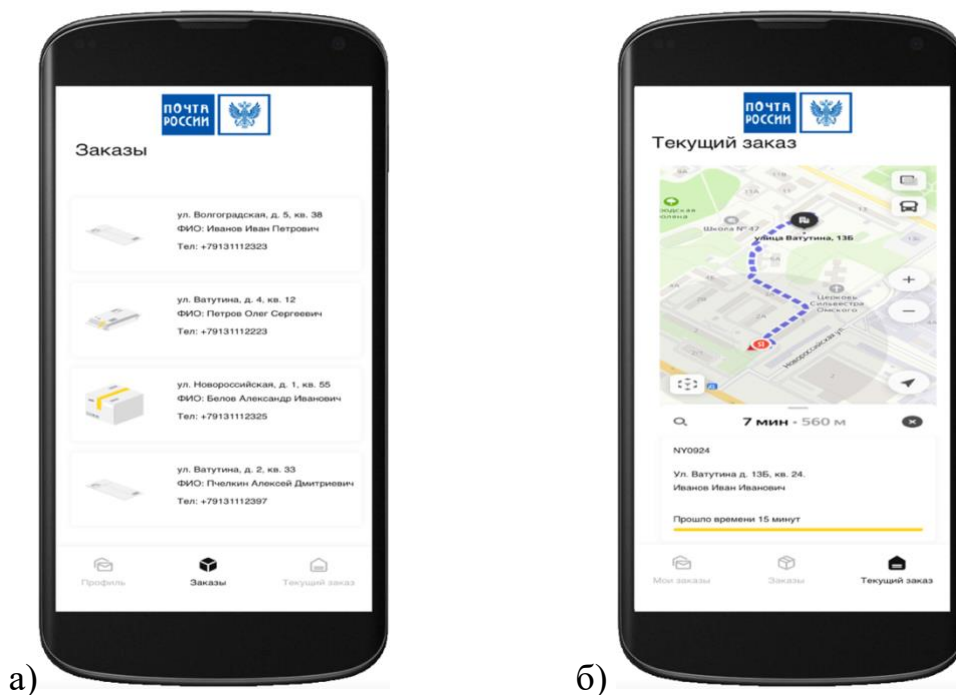 ПОЧТА
РОССИИ
Заказы
ул. Волгоградская, д. 5, кв. 38
ФИО: Иванов Иван Петрович
Тел: +79131112323
ул. Ватутина, д. 4, кв. 12
ФИО: Петров Олег Сергеевич
Тел: +79131112223
ул. Новороссийская, д. 1, кв. 55
ФИО: Белов Александр Иванович
Тел: +79131112325
ул. Ватутина, д. 2, кв. 33
ФИО: Пчелкин Алексей Дмитриевич
Тел: +79131112397
Профиль Заказы Текущий заказ
а)
ПОЧТА
РОССИИ
Текущий заказ
Школа № 47
улица Ватутина, 13Б
Церковь
Сильвестра
Омского
Новороссийская ул.
Я
7 мин - 560 м
NY0924
Ул. Ватутина д. 13Б, кв. 24.
Иванов Иван Иванович
Прошло времени 15 минут
Мои заказы Заказы Текущий заказ
б)